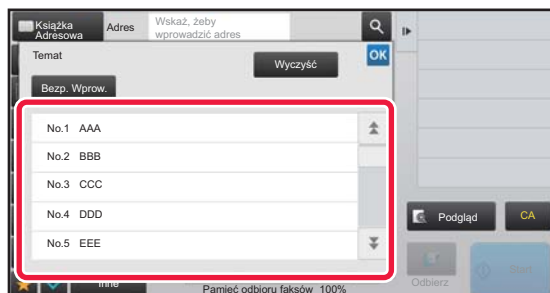 Książka
Adresowa
Adres
Wskaż, żeby
wprowadzić adres
Temat
Wyczyść
OK
Bezp. Wprow.
No.1 AAA
No.2 BBB
No.3 CCC
No.4 DDD
No.5 EEE
Podgląd
CA
Odbierz
Start
Inne
Pamięć odbioru faksów 100%